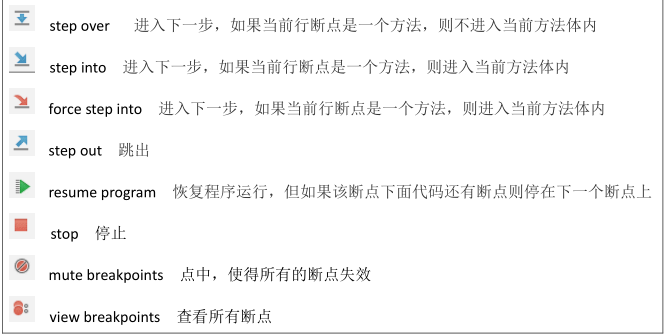 step over 进入下一步，如果当前行断点是一个方法，则不进入当前方法体内
step into 进入下一步，如果当前行断点是一个方法，则进入当前方法体内
force step into 进入下一步，如果当前行断点是一个方法，则进入当前方法体内
step out 跳出
resume program 恢复程序运行，但如果该断点下面代码还有断点则停在下一个断点上
stop 停止
mute breakpoints 点中，使得所有的断点失效
view breakpoints 查看所有断点